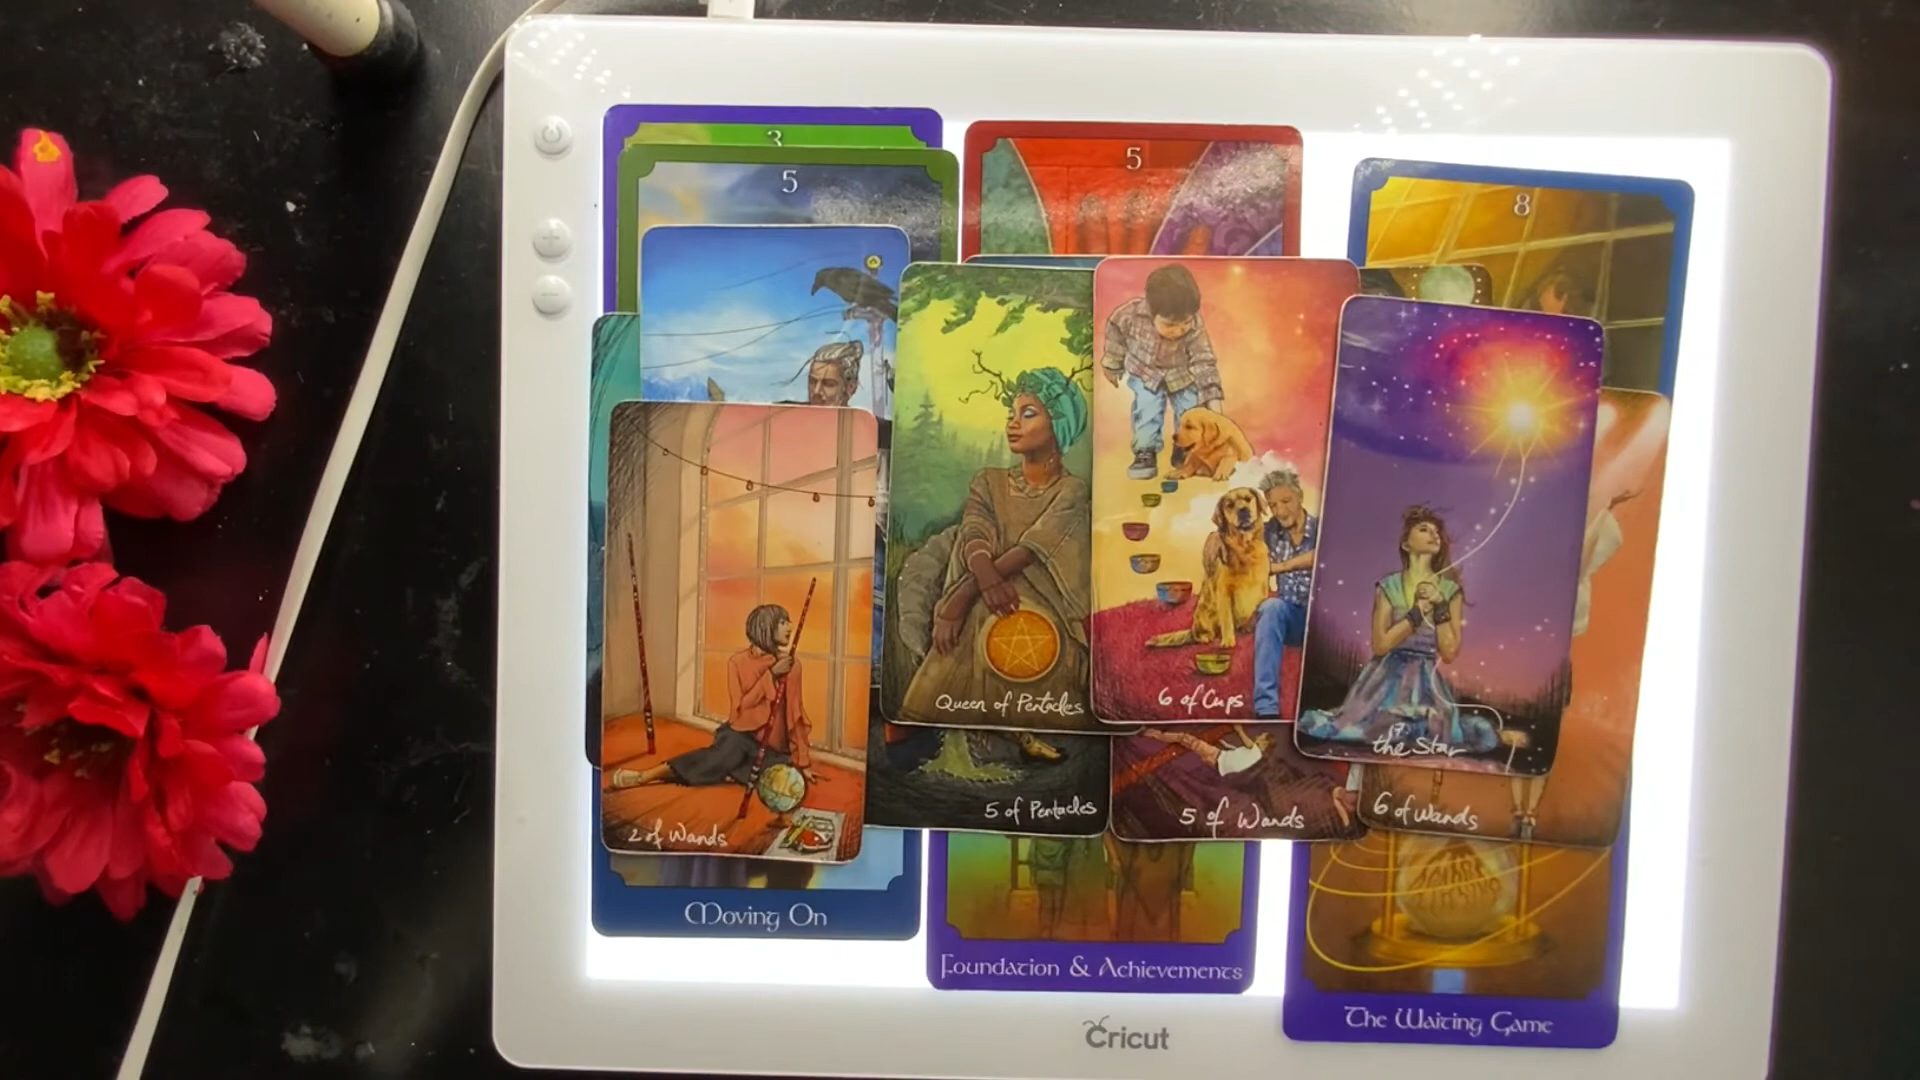 3
5
5
8
Queen of Pentacles
6 of Cups
17
the Star
2 of Wands
5 of Pentacles
5 of Wands
6 of Wands
Moving On
Foundation & Achievements
The Waiting Game
Cricut